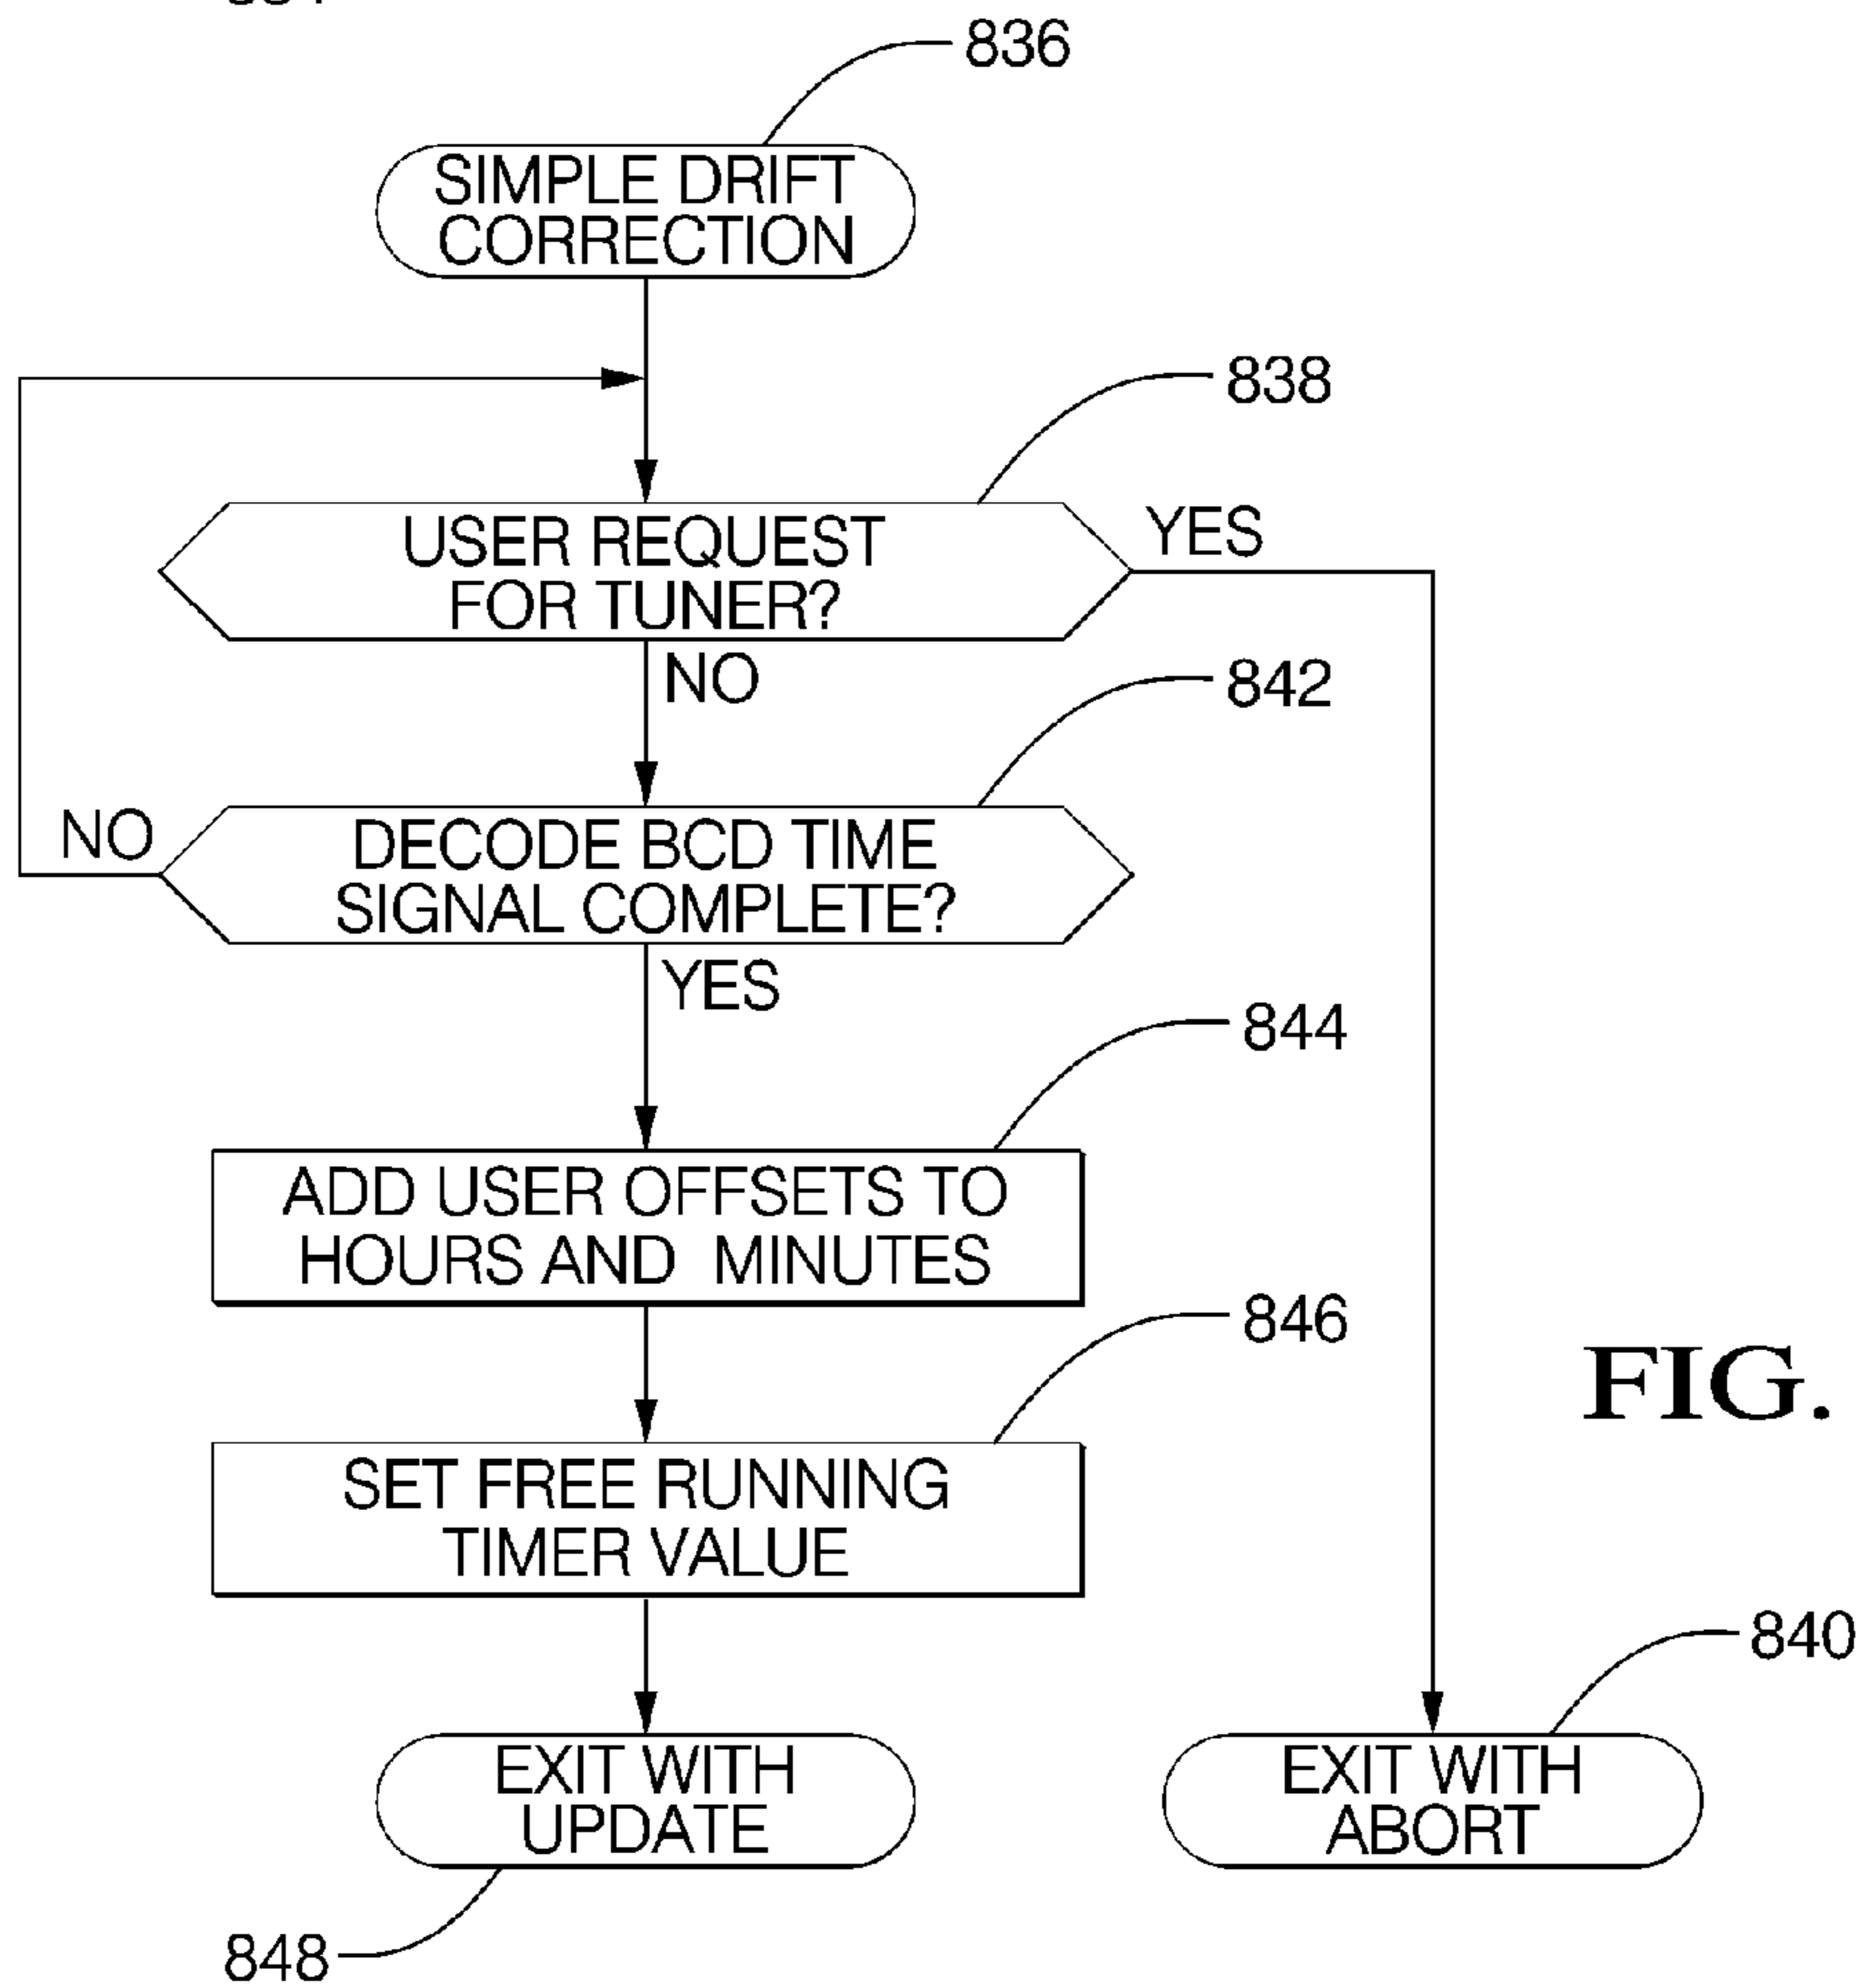 836
SIMPLE DRIFT
CORRECTION
838
USER REQUEST
FOR TUNER?
YES
NO
842
NO
DECODE BCD TIME
SIGNAL COMPLETE?
YES
844
ADD USER OFFSETS TO
HOURS AND MINUTES
846
FIG.
SET FREE RUNNING
TIMER VALUE
840
EXIT WITH
UPDATE
EXIT WITH
ABORT
848